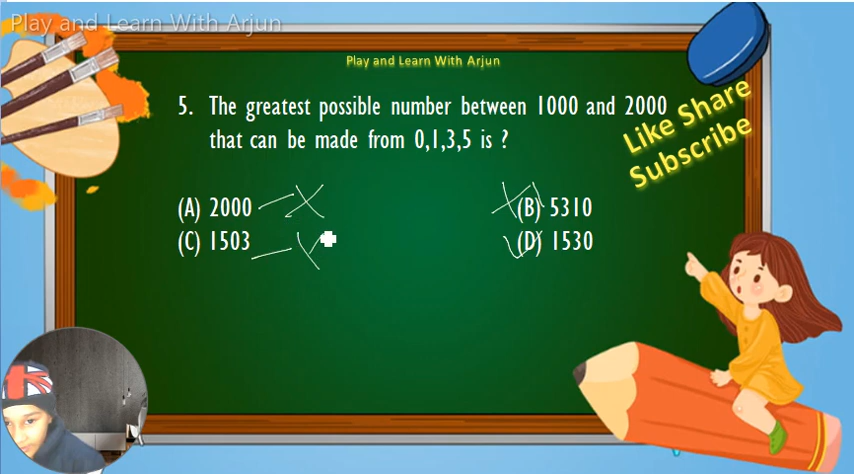 Play and Learn With Arjun
Play and Learn With Arjun
5. The greatest possible number between 1000 and 2000
that can be made from 0,1,3,5 is ?
Like Share
Subscribe
(A) 2000
(B) 5310
(C) 1503
(D) 1530